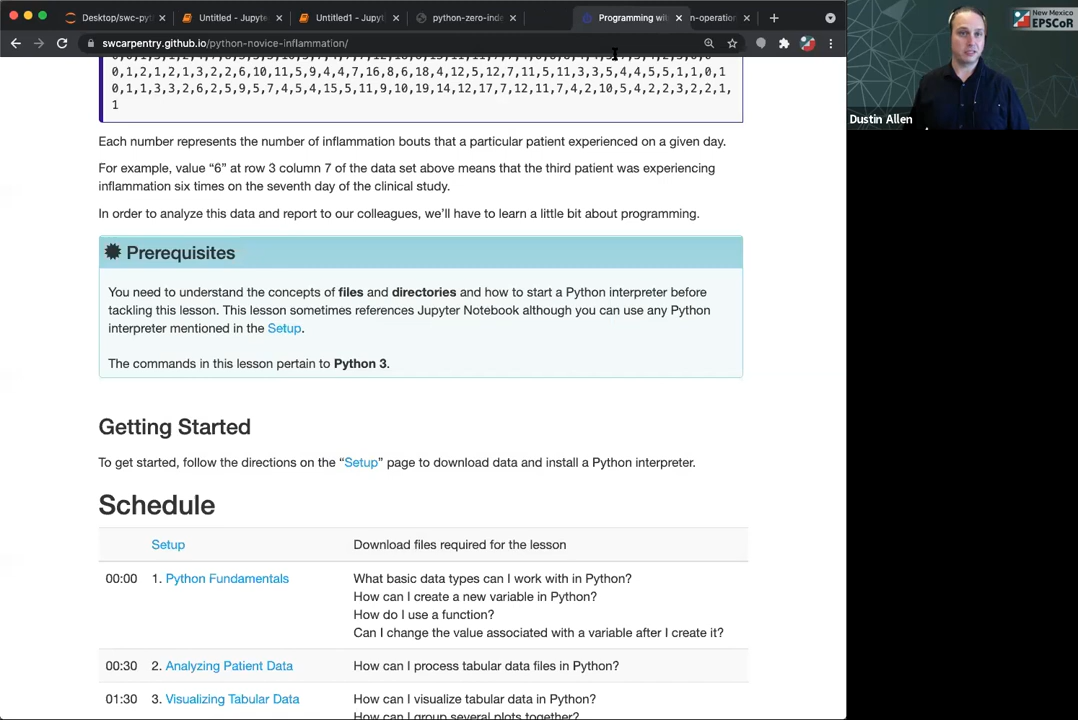 Desktop/swc-pyt
Untitled - Jupyte
Untitled1 - Jupyt
python-zero-inde
Programming wit
n-operation
swcarpentry.github.io/python-novice-inflammation/
0,1,2,1,2,1,3,2,2,6,10,11,5,9,4,4,7,16,8,6,18,4,12,5,12,7,11,5,11,3,3,5,4,4,5,5,1,1,0,1
0,1,1,3,3,2,6,2,5,9,5,7,4,5,4,15,5,11,9,10,19,14,12,17,7,12,11,7,4,2,10,5,4,2,2,3,2,2,1,
1
Each number represents the number of inflammation bouts that a particular patient experienced on a given day.
For example, value “6” at row 3 column 7 of the data set above means that the third patient was experiencing
inflammation six times on the seventh day of the clinical study.
In order to analyze this data and report to our colleagues, we’ll have to learn a little bit about programming.
Prerequisites
You need to understand the concepts of files and directories and how to start a Python interpreter before
tackling this lesson. This lesson sometimes references Jupyter Notebook although you can use any Python
interpreter mentioned in the Setup.
The commands in this lesson pertain to Python 3.
Getting Started
To get started, follow the directions on the “Setup” page to download data and install a Python interpreter.
Schedule
Setup Download files required for the lesson
00:00 1. Python Fundamentals What basic data types can I work with in Python?
How can I create a new variable in Python?
How do I use a function?
Can I change the value associated with a variable after I create it?
00:30 2. Analyzing Patient Data How can I process tabular data files in Python?
01:30 3. Visualizing Tabular Data How can I visualize tabular data in Python?
How can I group several plots together?
New Mexico
EPSCoR
Dustin Allen